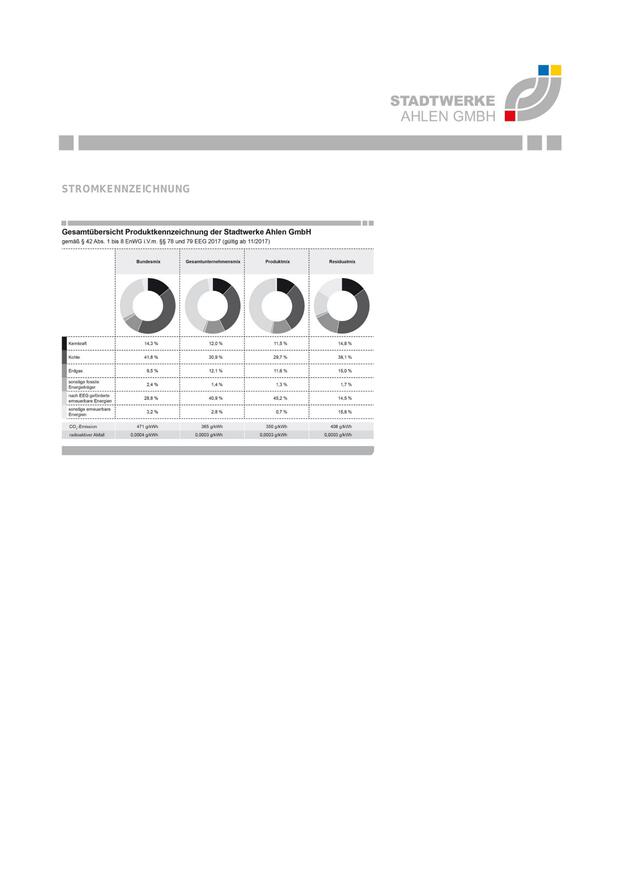 STADTWERKE
AHLEN GMBH
STROMKENNZEICHNUNG
Gesamtübersicht Produktkennzeichnung der Stadtwerke Ahlen GmbH
gemäß § 42 Abs. 1 bis 8 EnWG i.V.m. §§ 78 und 79 EEG 2017 (gültig ab 11/2017)
Bundesmix Gesamtunternehmensmix Produktmix Residualmix
Kernkraft 14,3 % 12,0 % 11,5 % 14,8 %
Kohle 41,8 % 30,9 % 29,7 % 38,1 %
Erdgas 9,5 % 12,1 % 11,6 % 15,0 %
sonstige fossile
Energieträger 2,4 % 1,4 % 1,3 % 1,7 %
nach EEG geförderte
erneuerbare Energien 28,8 % 40,9 % 45,2 % 14,5 %
sonstige erneuerbare
Energien 3,2 % 2,8 % 0,7 % 15,8 %
CO₂-Emission 471 g/kWh 365 g/kWh 350 g/kWh 408 g/kWh
radioaktiver Abfall 0,0004 g/kWh 0,0003 g/kWh 0,0003 g/kWh 0,0003 g/kWh